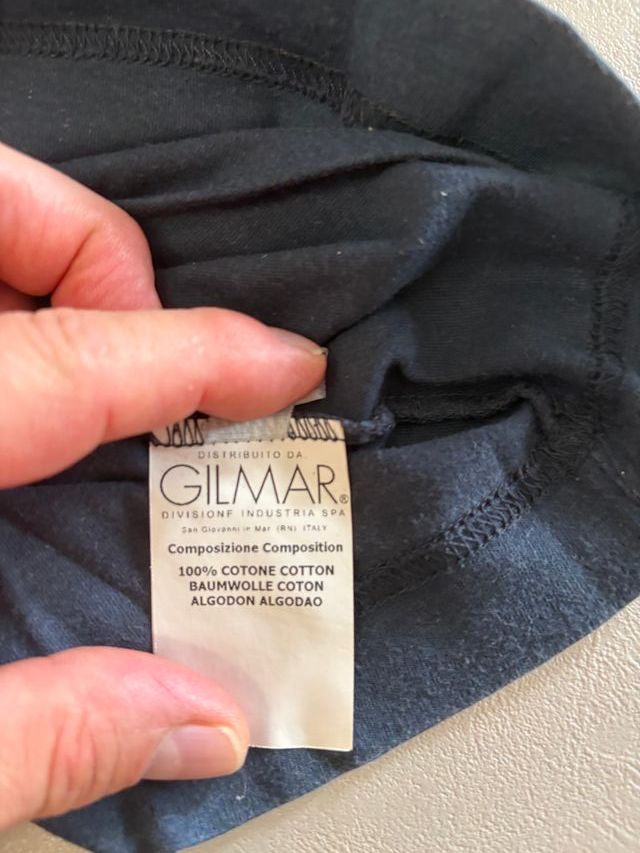 DISTRIBUITO DA
GILMAR®
DIVISIONE INDUSTRIA SPA
San Giovanni in Mar. (RN) ITALY
Composizione Composition
100% COTONE COTTON
BAUMWOLLE COTON
ALGODON ALGODAO